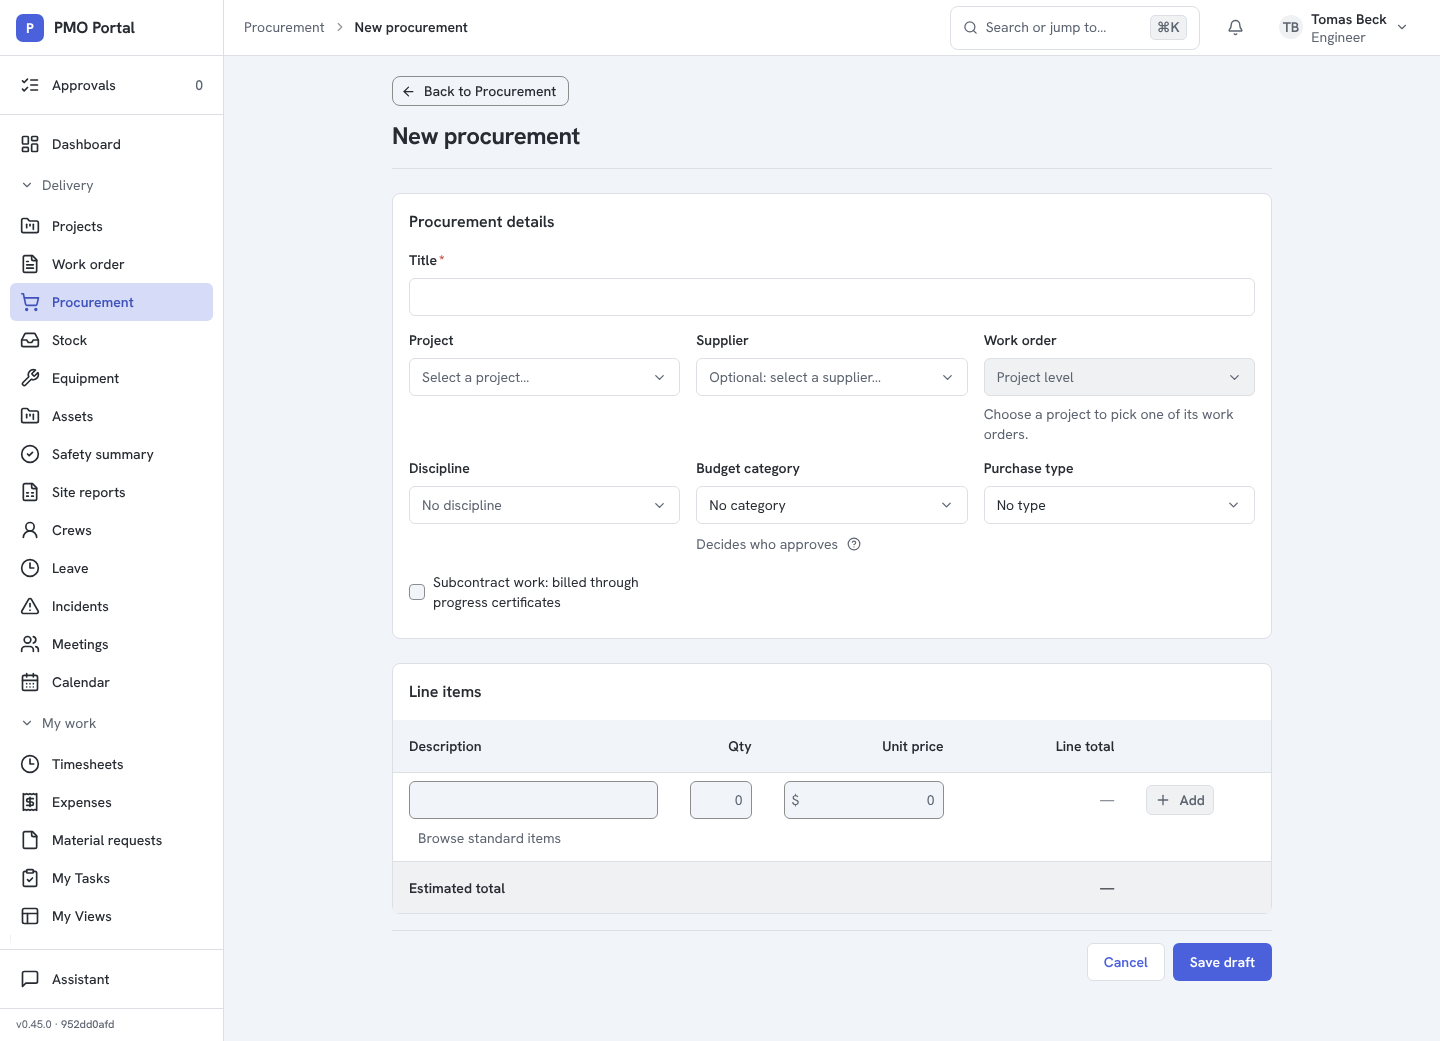 P PMO Portal
Procurement > New procurement
Search or jump to... ⌘K
TB Tomas Beck
Engineer
Approvals 0
Dashboard
Delivery
Projects
Work order
Procurement
Stock
Equipment
Assets
Safety summary
Site reports
Crews
Leave
Incidents
Meetings
Calendar
My work
Timesheets
Expenses
Material requests
My Tasks
My Views
Assistant
v0.45.0 · 952dd0afd
Back to Procurement
New procurement
Procurement details
Title*
Project Supplier Work order
Select a project... Optional: select a supplier... Project level
Choose a project to pick one of its work
orders.
Discipline Budget category Purchase type
No discipline No category No type
Decides who approves
Subcontract work: billed through
progress certificates
Line items
Description Qty Unit price Line total
0 $ 0 — Add
Browse standard items
Estimated total —
Cancel Save draft